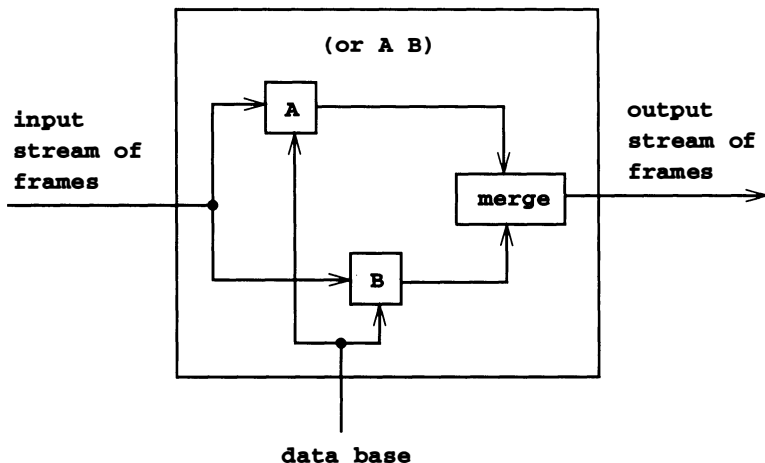 (or A B)
input
stream of
frames
A
output
stream of
frames
merge
B
data base